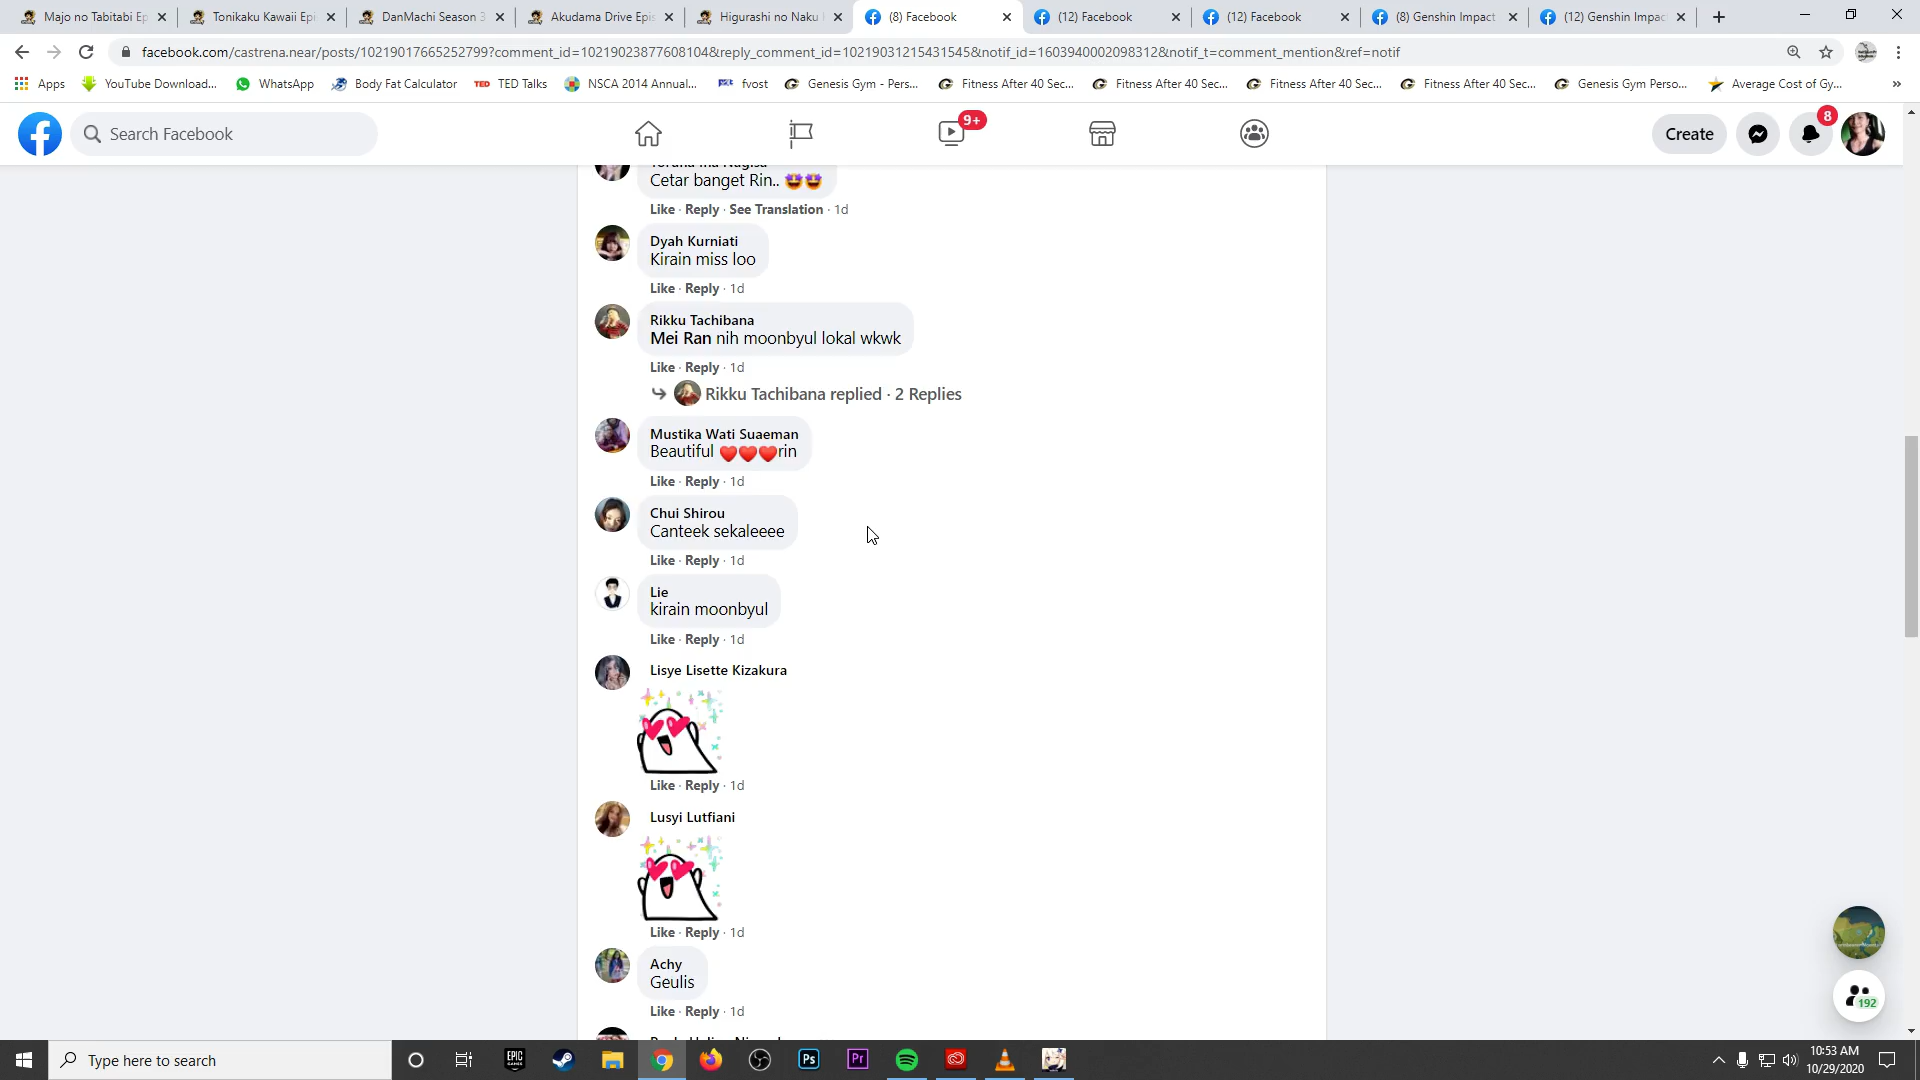 Majo no Tabitabi Ep
Tonikaku Kawaii Epi
DanMachi Season 3
Akudama Drive Epis
Higurashi no Naku
(8) Facebook
(12) Facebook
(12) Facebook
(8) Genshin Impact
(12) Genshin Impac
facebook.com/castrena.near/posts/10219017665252799?comment_id=10219023877608104&reply_comment_id=10219031215431545&notif_id=1603940002098312&notif_t=comment_mention&ref=notif
Apps
YouTube Download...
WhatsApp
Body Fat Calculator
TED TED Talks
NSCA 2014 Annual...
fvost
Genesis Gym - Pers...
Fitness After 40 Sec...
Fitness After 40 Sec...
Fitness After 40 Sec...
Fitness After 40 Sec...
Genesis Gym Perso...
Average Cost of Gy...
Search Facebook
9+
Create
8
Cetar banget Rin.. 🤩🤩
Like · Reply · See Translation · 1d
Dyah Kurniati
Kirain miss loo
Like · Reply · 1d
Rikku Tachibana
Mei Ran nih moonbyul lokal wkwk
Like · Reply · 1d
Rikku Tachibana replied · 2 Replies
Mustika Wati Suaeman
Beautiful ❤️❤️❤️rin
Like · Reply · 1d
Chui Shirou
Canteek sekaleeee
Like · Reply · 1d
Lie
kirain moonbyul
Like · Reply · 1d
Lisye Lisette Kizakura
Like · Reply · 1d
Lusyi Lutfiani
Like · Reply · 1d
Achy
Geulis
Like · Reply · 1d
192
Type here to search
EPIC GAMES
Ps
Pr
10:53 AM
10/29/2020